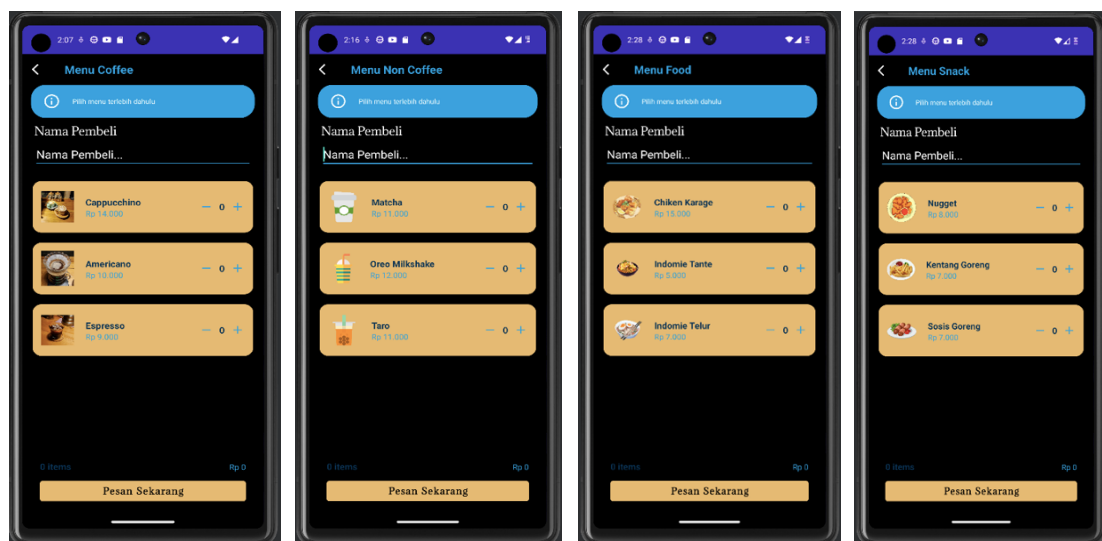 2:07
Menu Coffee
Pilih menu terlebih dahulu
Nama Pembeli
Nama Pembeli...
Cappucchino
Rp 14.000
− 0 +
Americano
Rp 10.000
− 0 +
Espresso
Rp 9.000
− 0 +
0 items
Rp 0
Pesan Sekarang
2:16
Menu Non Coffee
Pilih menu terlebih dahulu
Nama Pembeli
Nama Pembeli...
Matcha
Rp 11.000
− 0 +
Oreo Milkshake
Rp 12.000
− 0 +
Taro
Rp 11.000
− 0 +
0 items
Rp 0
Pesan Sekarang
2:28
Menu Food
Pilih menu terlebih dahulu
Nama Pembeli
Nama Pembeli...
Chiken Karage
Rp 15.000
− 0 +
Indomie Tante
Rp 5.000
− 0 +
Indomie Telur
Rp 7.000
− 0 +
0 items
Rp 0
Pesan Sekarang
2:28
Menu Snack
Pilih menu terlebih dahulu
Nama Pembeli
Nama Pembeli...
Nugget
Rp 8.000
− 0 +
Kentang Goreng
Rp 7.000
− 0 +
Sosis Goreng
Rp 7.000
− 0 +
0 items
Rp 0
Pesan Sekarang